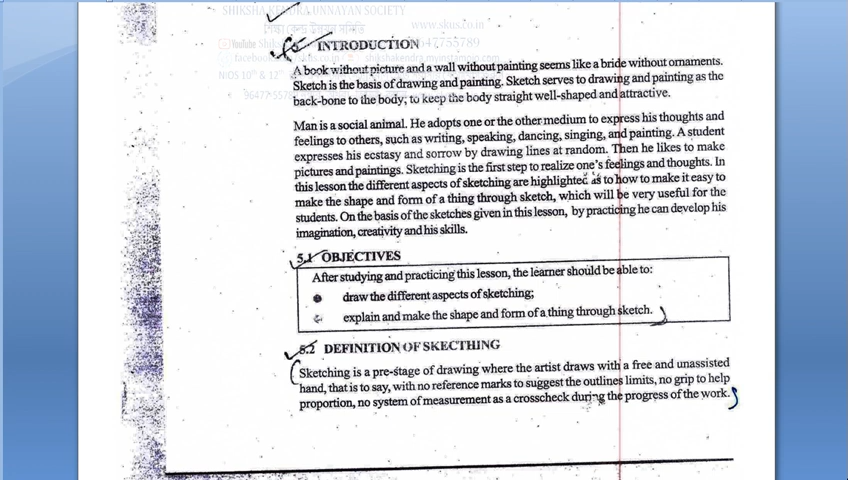 SHIKSHA KENDRA UNNAYAN SOCIETY
www.skus.co.in
5.0 INTRODUCTION
A book without picture and a wall without painting seems like a bride without ornaments.
Sketch is the basis of drawing and painting. Sketch serves to drawing and painting as the
back-bone to the body; to keep the body straight well-shaped and attractive.
Man is a social animal. He adopts one or the other medium to express his thoughts and
feelings to others, such as writing, speaking, dancing, singing, and painting. A student
expresses his ecstasy and sorrow by drawing lines at random. Then he likes to make
pictures and paintings. Sketching is the first step to realize one's feelings and thoughts. In
this lesson the different aspects of sketching are highlighted as to how to make it easy to
make the shape and form of a thing through sketch, which will be very useful for the
students. On the basis of the sketches given in this lesson, by practicing he can develop his
imagination, creativity and his skills.
5.1 OBJECTIVES
After studying and practicing this lesson, the learner should be able to:
draw the different aspects of sketching;
explain and make the shape and form of a thing through sketch.
5.2 DEFINITION OF SKECTHING
Sketching is a pre-stage of drawing where the artist draws with a free and unassisted
hand, that is to say, with no reference marks to suggest the outlines limits, no grip to help
proportion, no system of measurement as a crosscheck during the progress of the work.